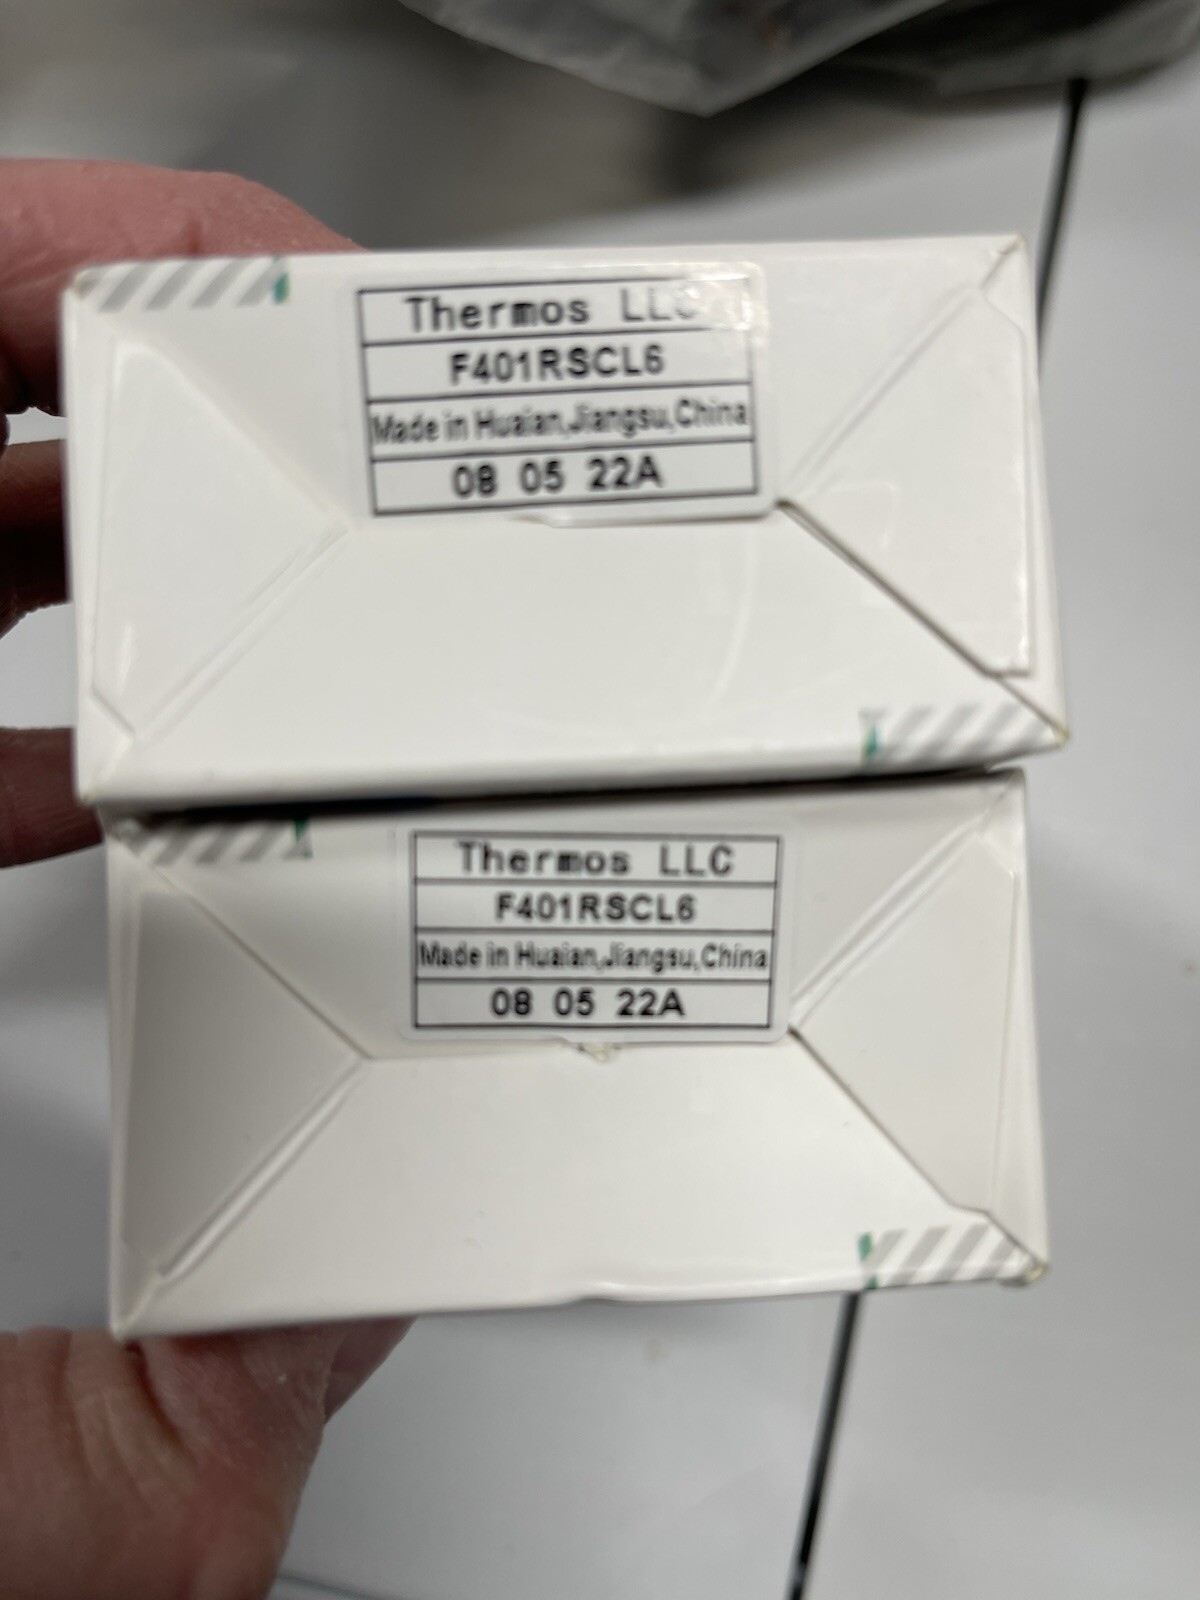 Thermos LLC
F401RSCL6
Made in Huaian,Jiangsu,China
08 05 22A
Thermos LLC
F401RSCL6
Made in Huaian,Jiangsu,China
08 05 22A